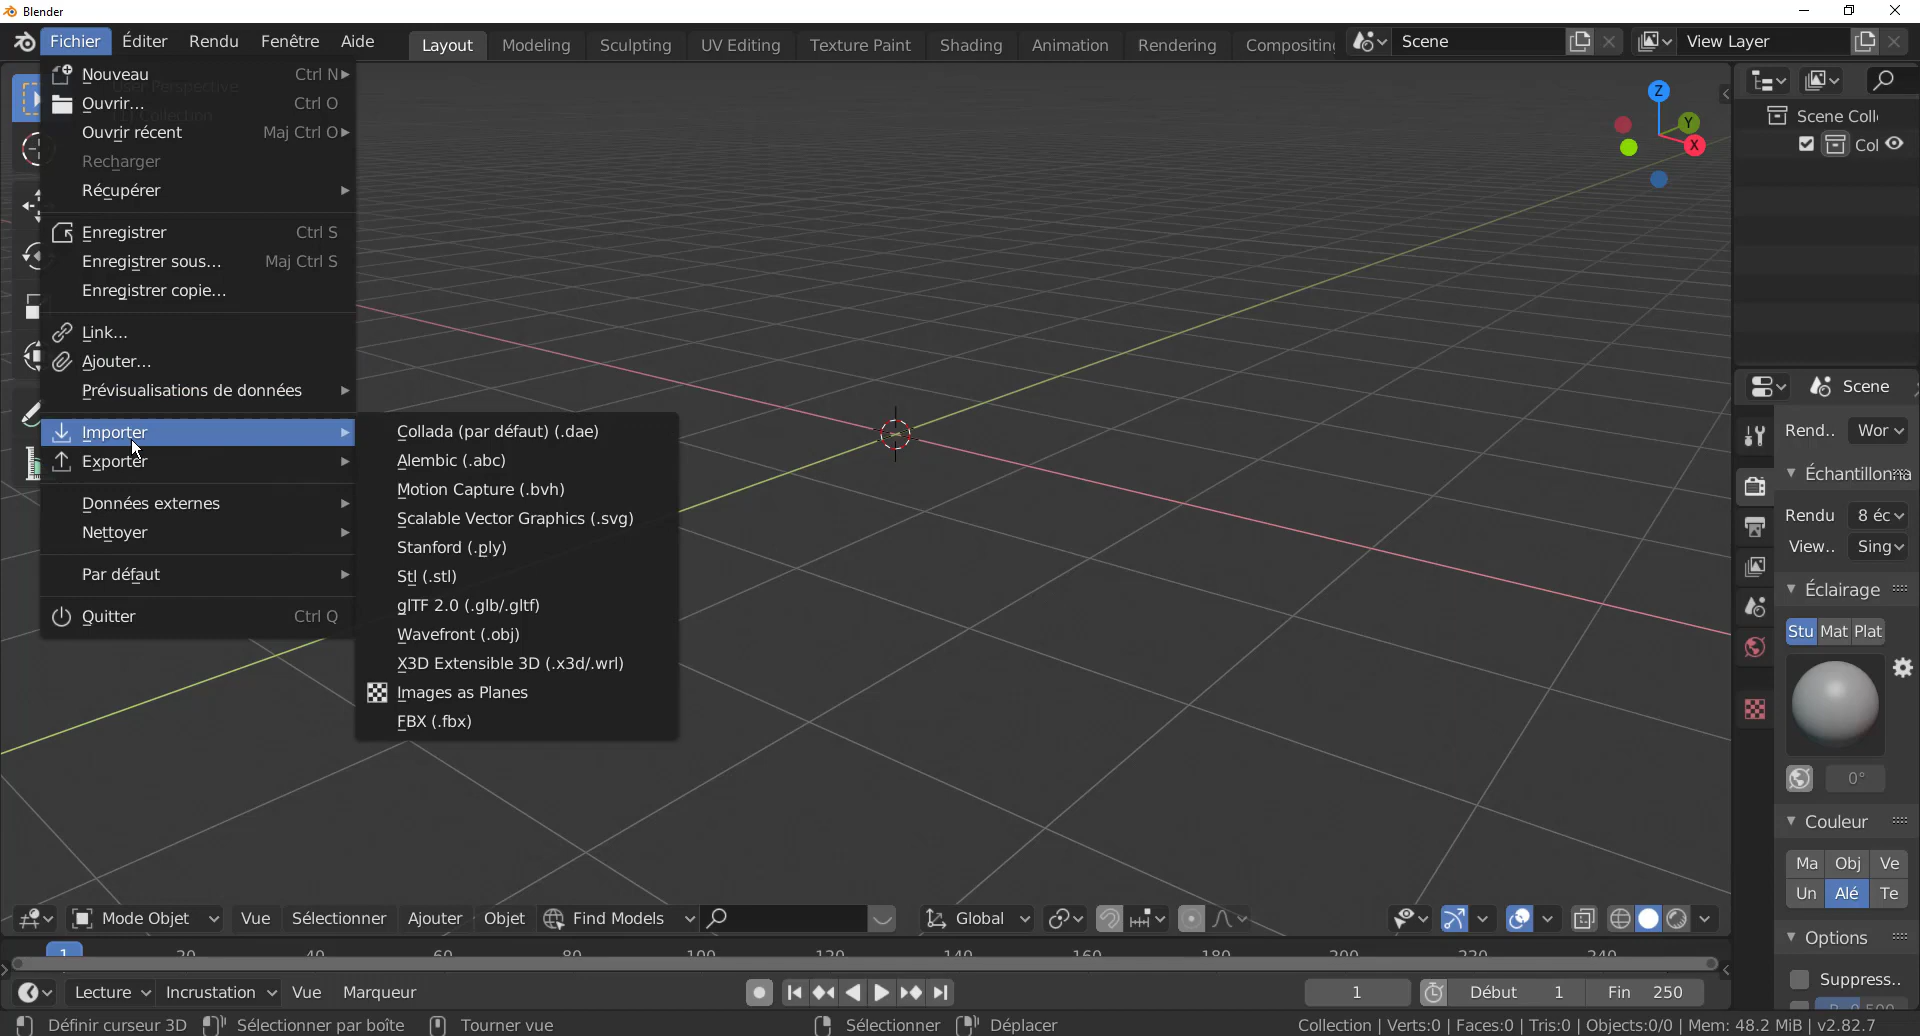 Blender
Fichier Éditer Rendu Fenêtre Aide Layout Modeling Sculpting UV Editing Texture Paint Shading Animation Rendering Compositing Scene View Layer
Nouveau Ctrl N
User Perspective
Ouvrir... Ctrl O
(1) Collection
Ouvrir récent Maj Ctrl O
Recharger
Récupérer
Enregistrer Ctrl S
Enregistrer sous... Maj Ctrl S
Enregistrer copie...
Link...
Ajouter...
Prévisualisations de données
Importer
Exporter
Données externes
Nettoyer
Par défaut
Quitter Ctrl Q
Collada (par défaut) (.dae)
Alembic (.abc)
Motion Capture (.bvh)
Scalable Vector Graphics (.svg)
Stanford (.ply)
Stl (.stl)
glTF 2.0 (.glb/.gltf)
Wavefront (.obj)
X3D Extensible 3D (.x3d/.wrl)
Images as Planes
FBX (.fbx)
Z
Y
X
Scene Coll
Col
Scene
Rend.. Wor
Échantillonna
Rendu 8 éc
View.. Sing
Éclairage
Stu Mat Plat
0°
Couleur
Ma Obj Ve
Un Alé Te
Options
Suppress..
Mode Objet Vue Sélectionner Ajouter Objet Find Models Global
1 20 40 60 80 100 120 140 160 180 200 220 240
Lecture Incrustation Vue Marqueur 1 Début 1 Fin 250
Définir curseur 3D Sélectionner par boîte Tourner vue Sélectionner Déplacer Collection | Verts:0 | Faces:0 | Tris:0 | Objects:0/0 | Mem: 48.2 MiB | v2.82.7